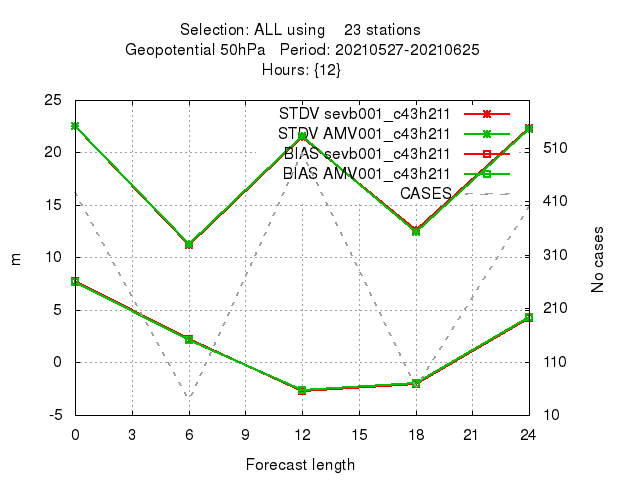 Selection: ALL using    23 stations
Geopotential 50hPa   Period: 20210527-20210625
Hours: {12}
STDV sevb001_c43h211
STDV AMV001_c43h211
BIAS sevb001_c43h211
BIAS AMV001_c43h211
CASES
25
20
15
10
5
0
-5
m
510
410
310
210
110
10
No cases
0 3 6 9 12 15 18 21 24
Forecast length